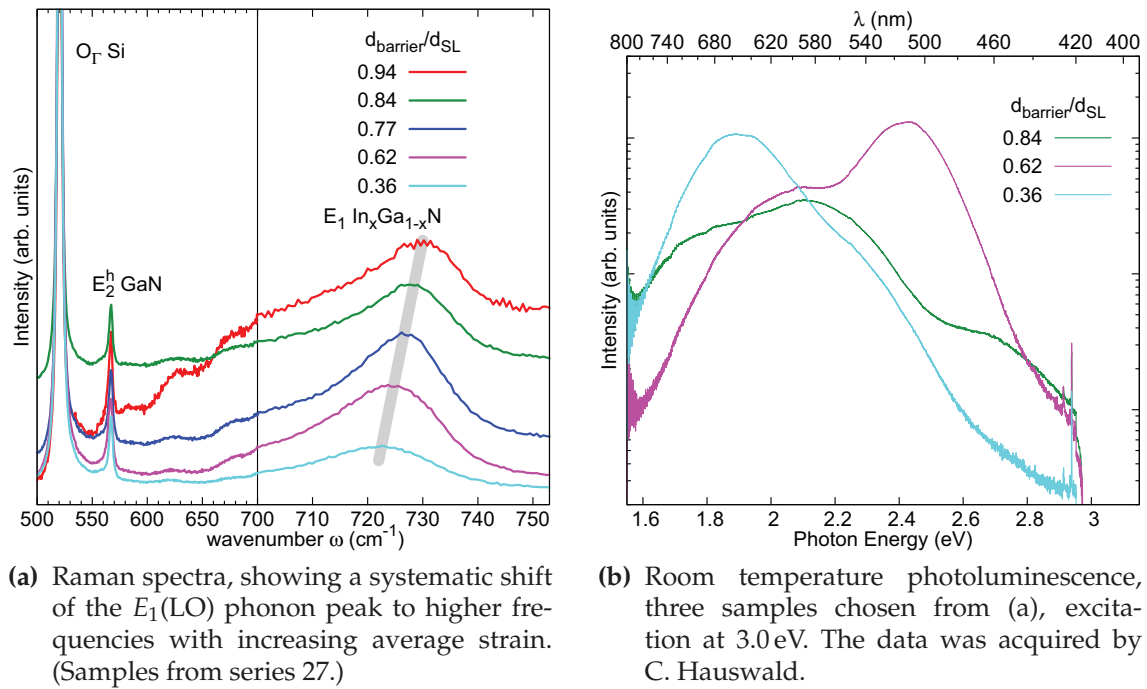 O_Γ Si
d_barrier/d_SL
0.94
0.84
0.77
0.62
0.36
E_1 In_xGa_{1-x}N
E_2^h GaN
Intensity (arb. units)
500 550 600 650 700 710 720 730 740 750
wavenumber ω (cm^{-1})
(a) Raman spectra, showing a systematic shift
of the E_1(LO) phonon peak to higher fre-
quencies with increasing average strain.
(Samples from series 27.)
λ (nm)
800 740 660 620 580 540 500 460 420 400
d_barrier/d_SL
0.84
0.62
0.36
Intensity (arb. units)
1.6 1.8 2 2.2 2.4 2.6 2.8 3
Photon Energy (eV)
(b) Room temperature photoluminescence,
three samples chosen from (a), excita-
tion at 3.0 eV. The data was acquired by
C. Hauswald.